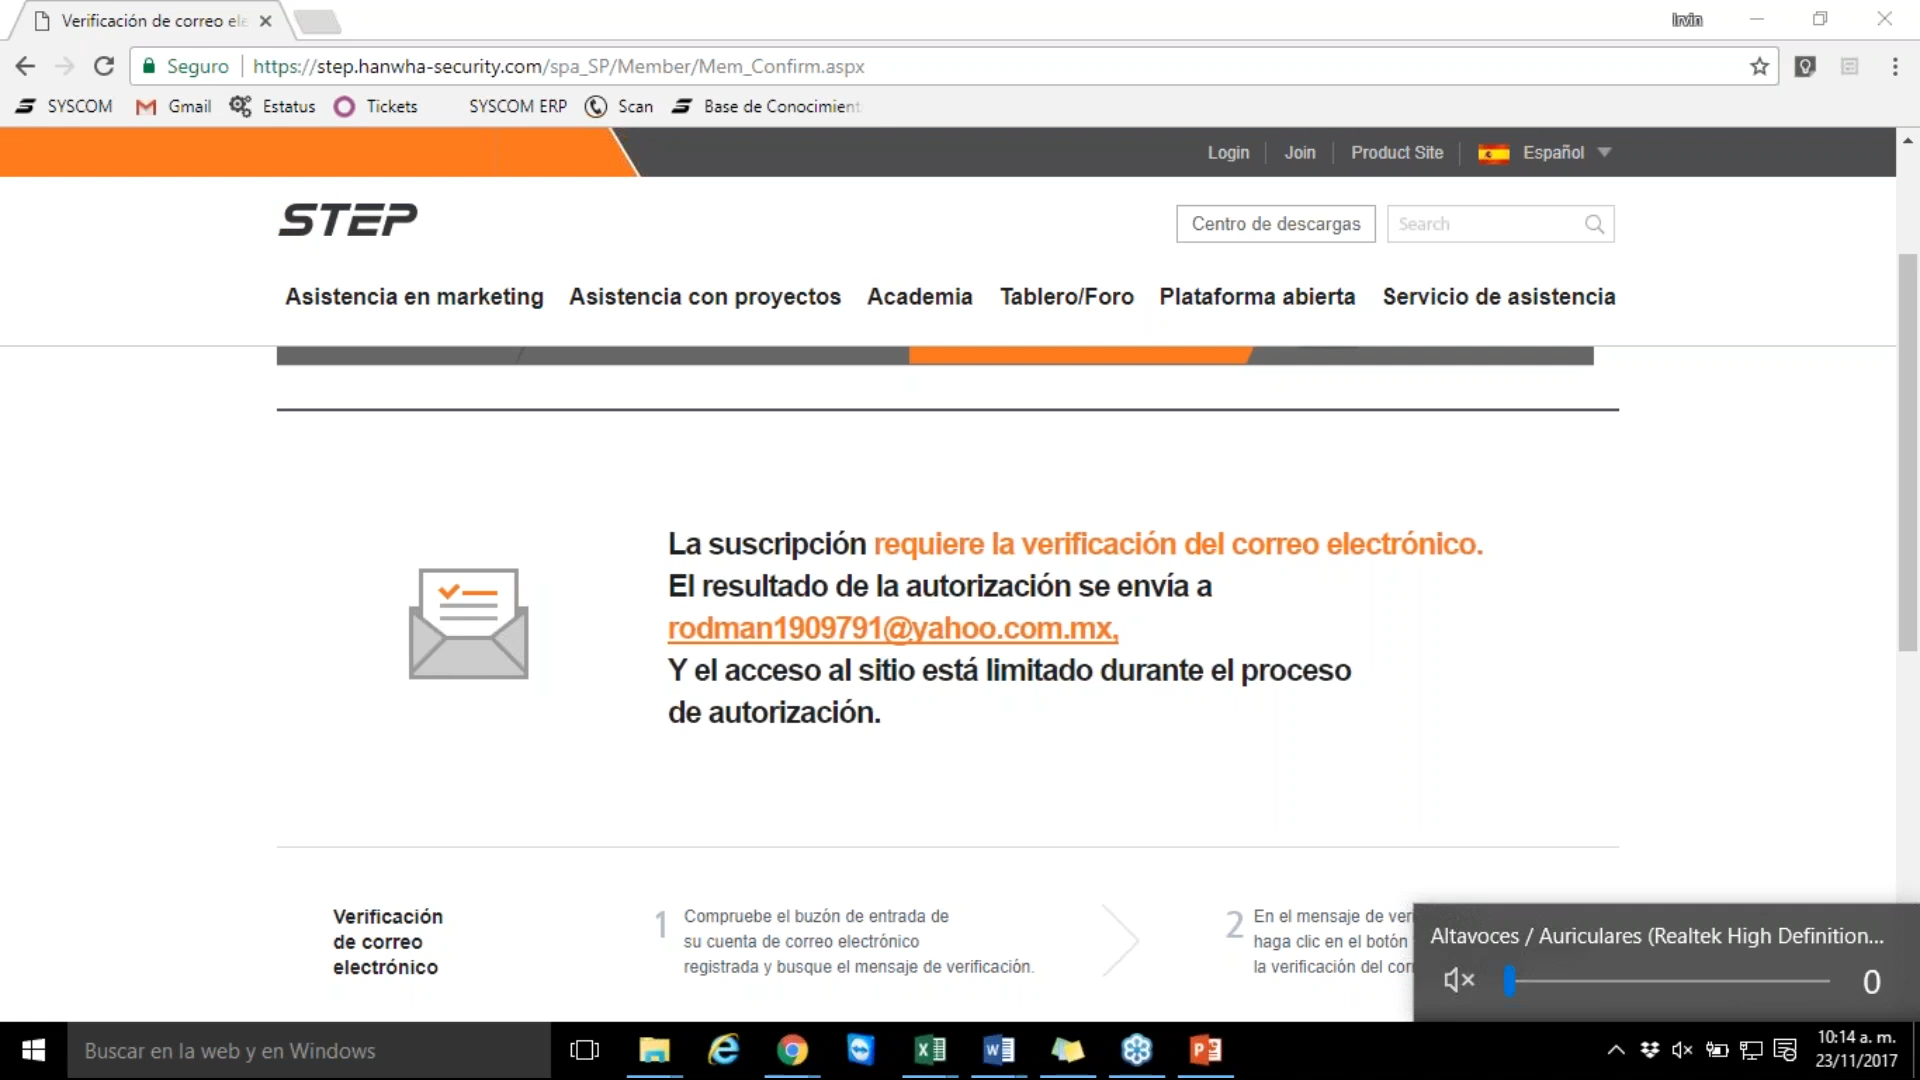 Verificación de correo ele
Irvin
Seguro
https://step.hanwha-security.com/spa_SP/Member/Mem_Confirm.aspx
SYSCOM
Gmail
Estatus
Tickets
SYSCOM ERP
Scan
Base de Conocimient
Login
Join
Product Site
Español
STEP
Centro de descargas
Search
Asistencia en marketing
Asistencia con proyectos
Academia
Tablero/Foro
Plataforma abierta
Servicio de asistencia
La suscripción requiere la verificación del correo electrónico.
El resultado de la autorización se envía a
rodman1909791@yahoo.com.mx,
Y el acceso al sitio está limitado durante el proceso
de autorización.
Verificación
de correo
electrónico
1
Compruebe el buzón de entrada de
su cuenta de correo electrónico
registrada y busque el mensaje de verificación.
2
En el mensaje de ver
haga clic en el botón
la verificación del cor
Altavoces / Auriculares (Realtek High Definition...
0
Buscar en la web y en Windows
10:14 a. m.
23/11/2017